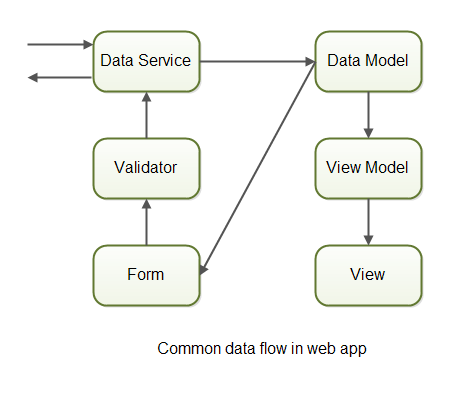 Data Service
Data Model
Validator
View Model
Form
View
Common data flow in web app